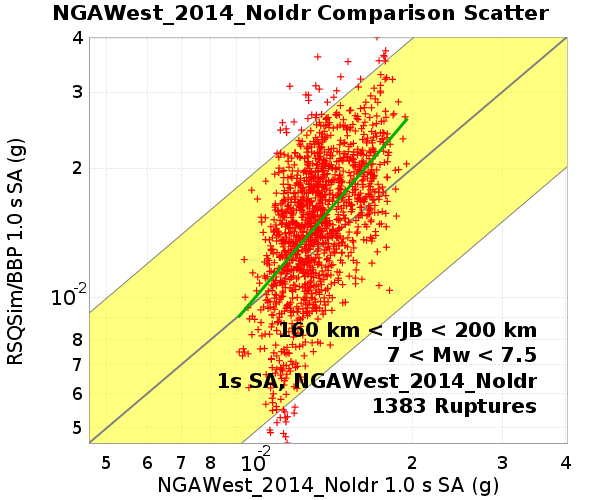 NGAWest_2014_NoIdr Comparison Scatter
RSQSim/BBP 1.0 s SA (g)
4
3
2
10-2
8
7
6
5
160 km < rJB < 200 km
7 < Mw < 7.5
1s SA, NGAWest_2014_NoIdr
1383 Ruptures
5 6 7 8 10-2 2 3 4
NGAWest_2014_NoIdr 1.0 s SA (g)